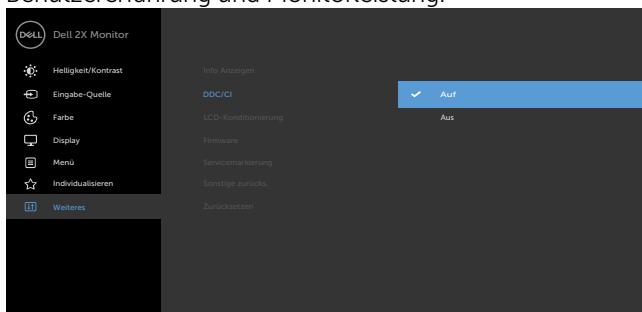 Benutzererfahrung und Monitorleistung.
DELL Dell 2X Monitor
Helligkeit/Kontrast
Eingabe-Quelle
Farbe
Display
Menü
Individualisieren
Weiteres
Info Anzeigen
DDC/CI
LCD-Konditionierung
Firmware
Servicemarkierung
Sonstige zurücks.
Zurücksetzen
Auf
Aus